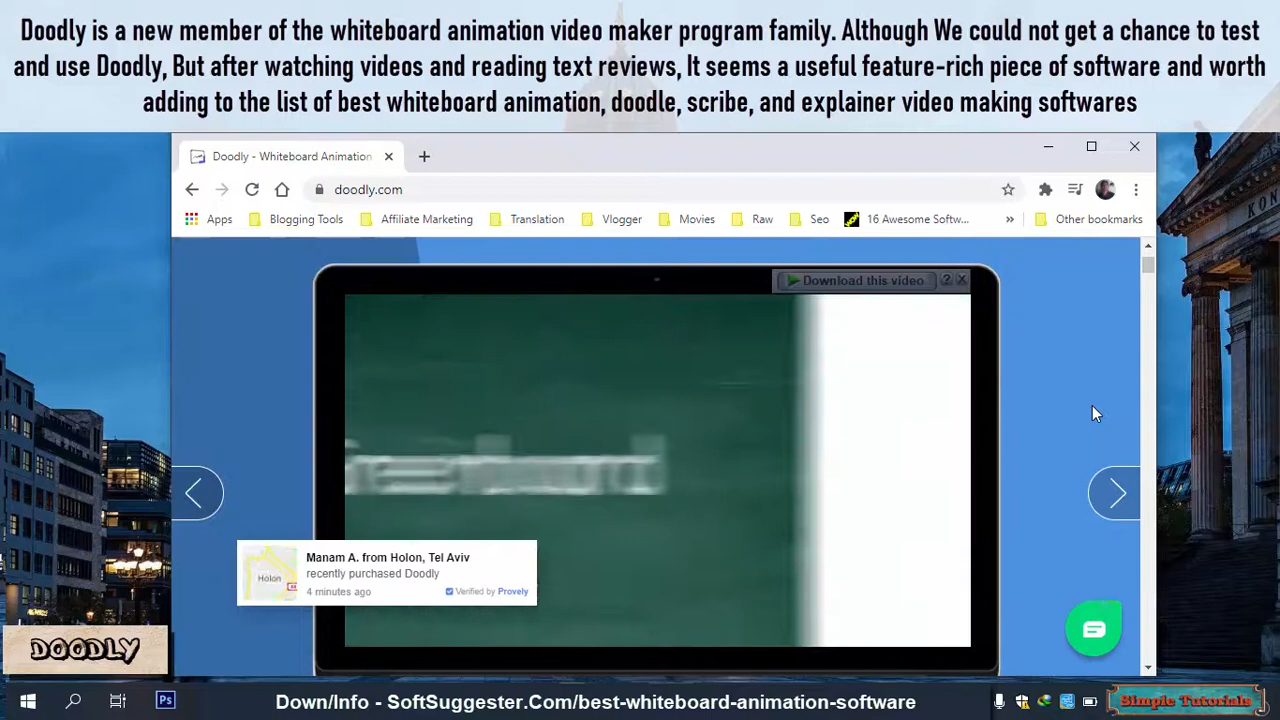 Doodly is a new member of the whiteboard animation video maker program family. Although We could not get a chance to test
and use Doodly, But after watching videos and reading text reviews, It seems a useful feature-rich piece of software and worth
adding to the list of best whiteboard animation, doodle, scribe, and explainer video making softwares
Doodly - Whiteboard Animation
doodly.com
Apps Blogging Tools Affiliate Marketing Translation Vlogger Movies Raw Seo 16 Awesome Softw... » Other bookmarks
Download this video ?
KON
Manam A. from Holon, Tel Aviv
Holon
recently purchased Doodly
4 minutes ago Verified by Provely
DOODLY
Ps
Down/Info - SoftSuggester.Com/best-whiteboard-animation-software
Simple Tutorials